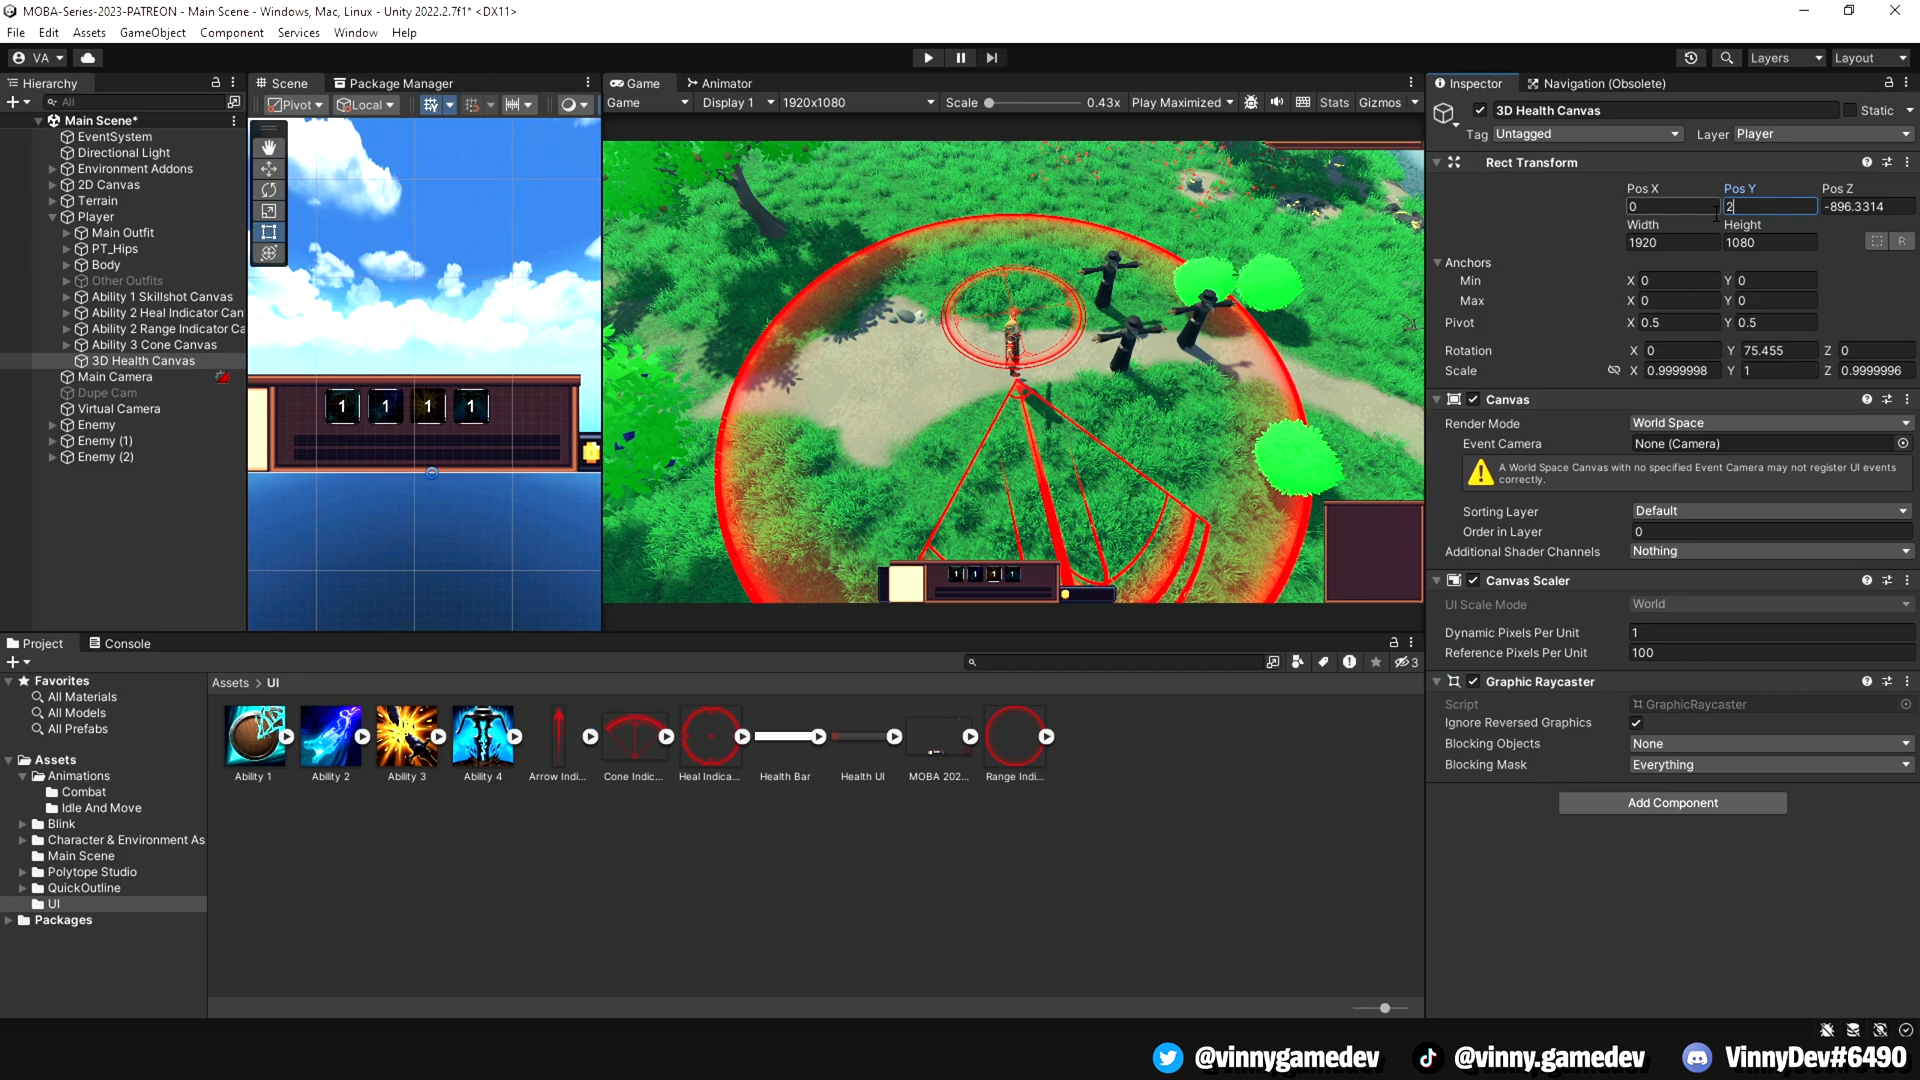 MOBA-Series-2023-PATREON - Main Scene - Windows, Mac, Linux - Unity 2022.2.7f1* <DX11>
File Edit Assets GameObject Component Services Window Help
VA
Layers Layout
Hierarchy
All
Main Scene*
EventSystem
Directional Light
Environment Addons
2D Canvas
Terrain
Player
Main Outfit
PT_Hips
Body
Other Outfits
Ability 1 Skillshot Canvas
Ability 2 Heal Indicator Can
Ability 2 Range Indicator Ca
Ability 3 Cone Canvas
3D Health Canvas
Main Camera
Dupe Cam
Virtual Camera
Enemy
Enemy (1)
Enemy (2)
Scene Package Manager
Pivot Local
1 1 1 1
Game Animator
Game Display 1 1920x1080 Scale 0.43x Play Maximized Stats Gizmos
1 1 1 1
Inspector Navigation (Obsolete)
3D Health Canvas Static
Tag Untagged Layer Player
Rect Transform
Pos X Pos Y Pos Z
0 2 -896.3314
Width Height
1920 1080 R
Anchors
Min X 0 Y 0
Max X 0 Y 0
Pivot X 0.5 Y 0.5
Rotation X 0 Y 75.455 Z 0
Scale X 0.9999998 Y 1 Z 0.9999996
Canvas
Render Mode World Space
Event Camera None (Camera)
A World Space Canvas with no specified Event Camera may not register UI events
correctly.
Sorting Layer Default
Order in Layer 0
Additional Shader Channels Nothing
Canvas Scaler
UI Scale Mode World
Dynamic Pixels Per Unit 1
Reference Pixels Per Unit 100
Graphic Raycaster
Script GraphicRaycaster
Ignore Reversed Graphics
Blocking Objects None
Blocking Mask Everything
Add Component
Project Console
3
Favorites
All Materials
All Models
All Prefabs
Assets
Animations
Combat
Idle And Move
Blink
Character & Environment As
Main Scene
Polytope Studio
QuickOutline
UI
Packages
Assets > UI
Ability 1 Ability 2 Ability 3 Ability 4 Arrow Indi... Cone Indic... Heal Indica... Health Bar Health UI MOBA 202... Range Indi...
@vinnygamedev @vinny.gamedev VinnyDev#6490